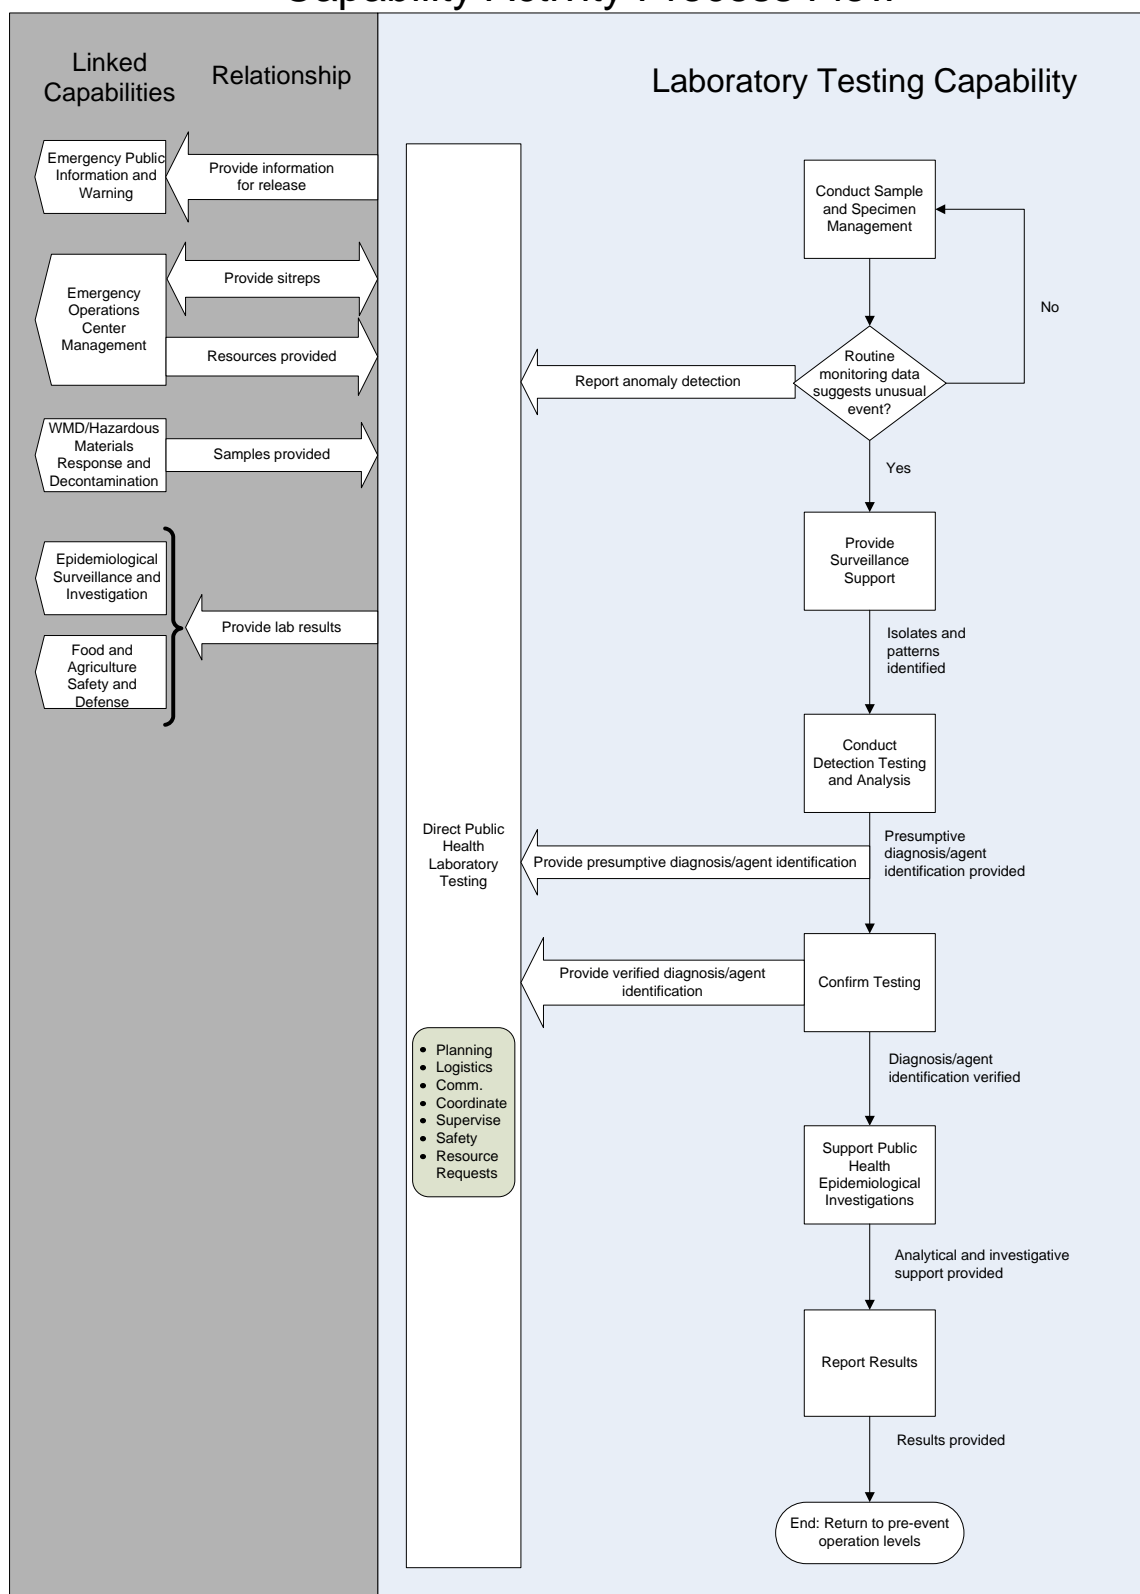 Capability Activity Process Flow
Linked
Capabilities
Relationship
Laboratory Testing Capability
Emergency Public
Information and
Warning
Provide information
for release
Emergency
Operations
Center
Management
Provide sitreps
Resources provided
WMD/Hazardous
Materials
Response and
Decontamination
Samples provided
Epidemiological
Surveillance and
Investigation
Food and
Agriculture
Safety and
Defense
Provide lab results
Direct Public
Health
Laboratory
Testing
• Planning
• Logistics
• Comm.
• Coordinate
• Supervise
• Safety
• Resource
Requests
Conduct Sample
and Specimen
Management
No
Routine
monitoring data
suggests unusual
event?
Report anomaly detection
Yes
Provide
Surveillance
Support
Isolates and
patterns
identified
Conduct
Detection Testing
and Analysis
Presumptive
diagnosis/agent
identification provided
Provide presumptive diagnosis/agent identification
Confirm Testing
Provide verified diagnosis/agent
identification
Diagnosis/agent
identification verified
Support Public
Health
Epidemiological
Investigations
Analytical and investigative
support provided
Report Results
Results provided
End: Return to pre-event
operation levels